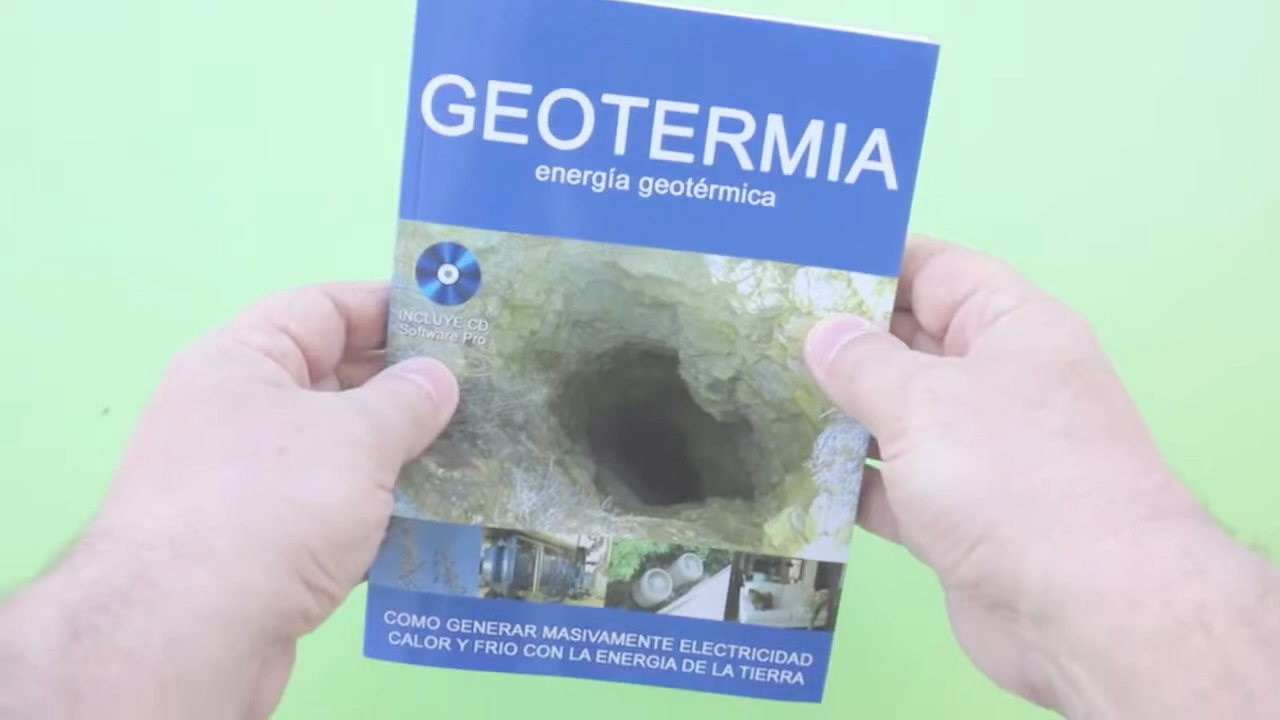 GEOTERMIA
energía geotérmica
INCLUYE CD
Software Pro
COMO GENERAR MASIVAMENTE ELECTRICIDAD
CALOR Y FRIO CON LA ENERGIA DE LA TIERRA